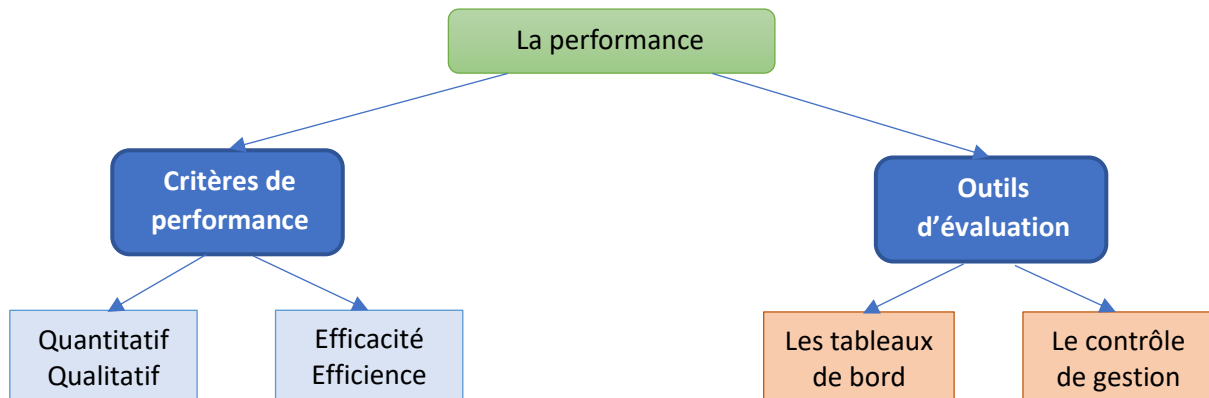 La performance
Critères de
performance
Outils
d’évaluation
Quantitatif
Qualitatif
Efficacité
Efficience
Les tableaux
de bord
Le contrôle
de gestion